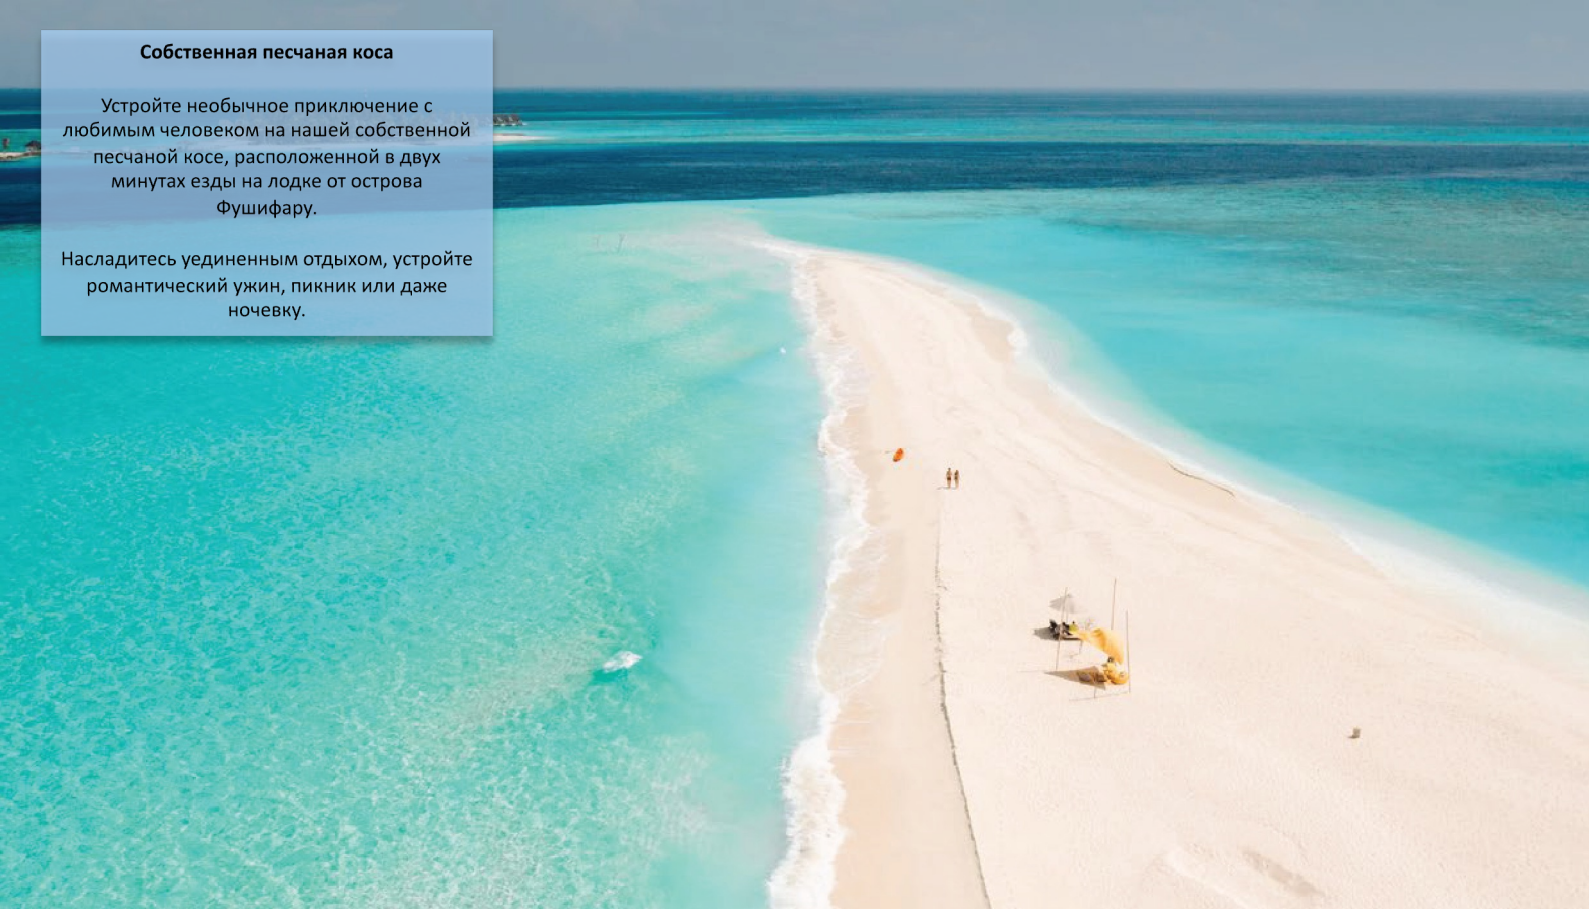 Собственная песчаная коса
Устройте необычное приключение с
любимым человеком на нашей собственной
песчаной косе, расположенной в двух
минутах езды на лодке от острова
Фушифару.
Насладитесь уединенным отдыхом, устройте
романтический ужин, пикник или даже
ночевку.